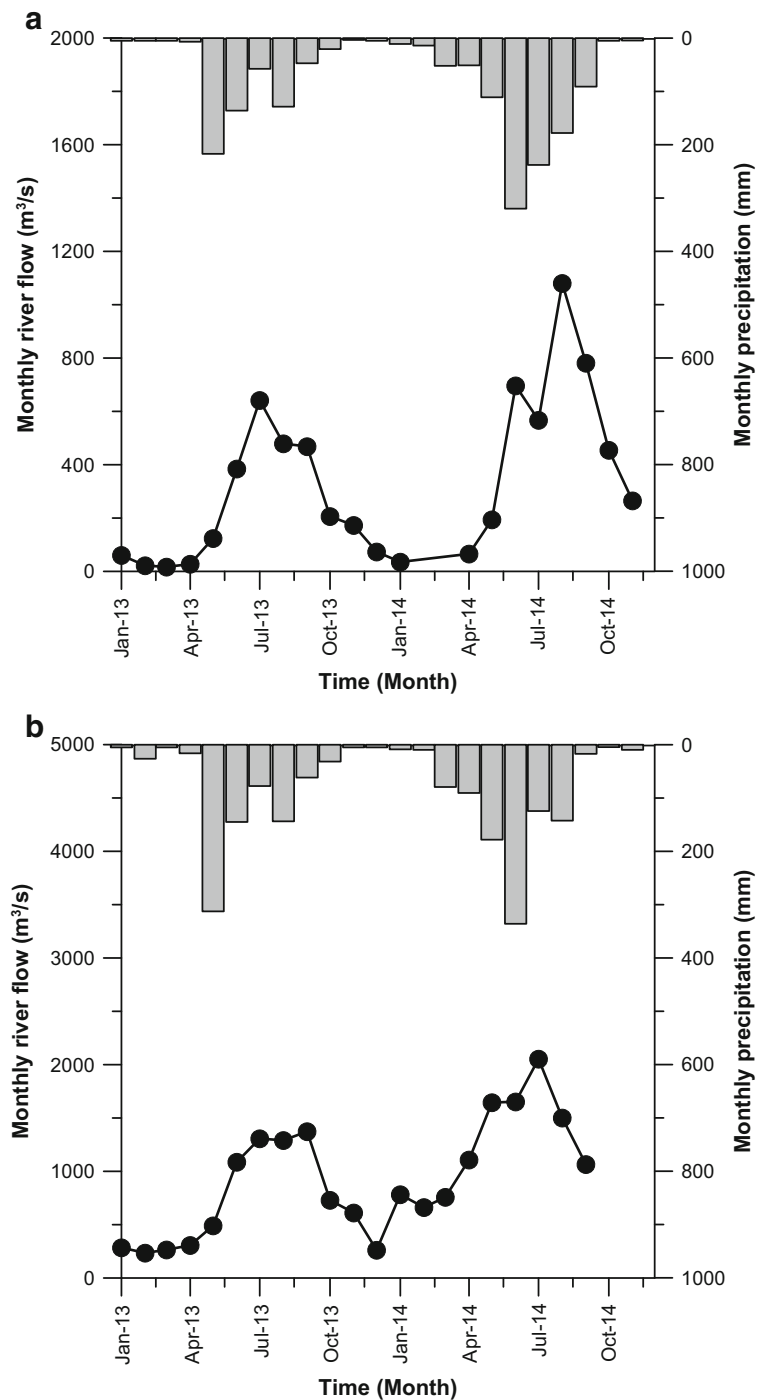 a
2000
1600
1200
800
400
0
Monthly river flow (m³/s)
0
200
400
600
800
1000
Monthly precipitation (mm)
Jan-13
Apr-13
Jul-13
Oct-13
Jan-14
Apr-14
Jul-14
Oct-14
Time (Month)
b
5000
4000
3000
2000
1000
0
Monthly river flow (m³/s)
0
200
400
600
800
1000
Monthly precipitation (mm)
Jan-13
Apr-13
Jul-13
Oct-13
Jan-14
Apr-14
Jul-14
Oct-14
Time (Month)